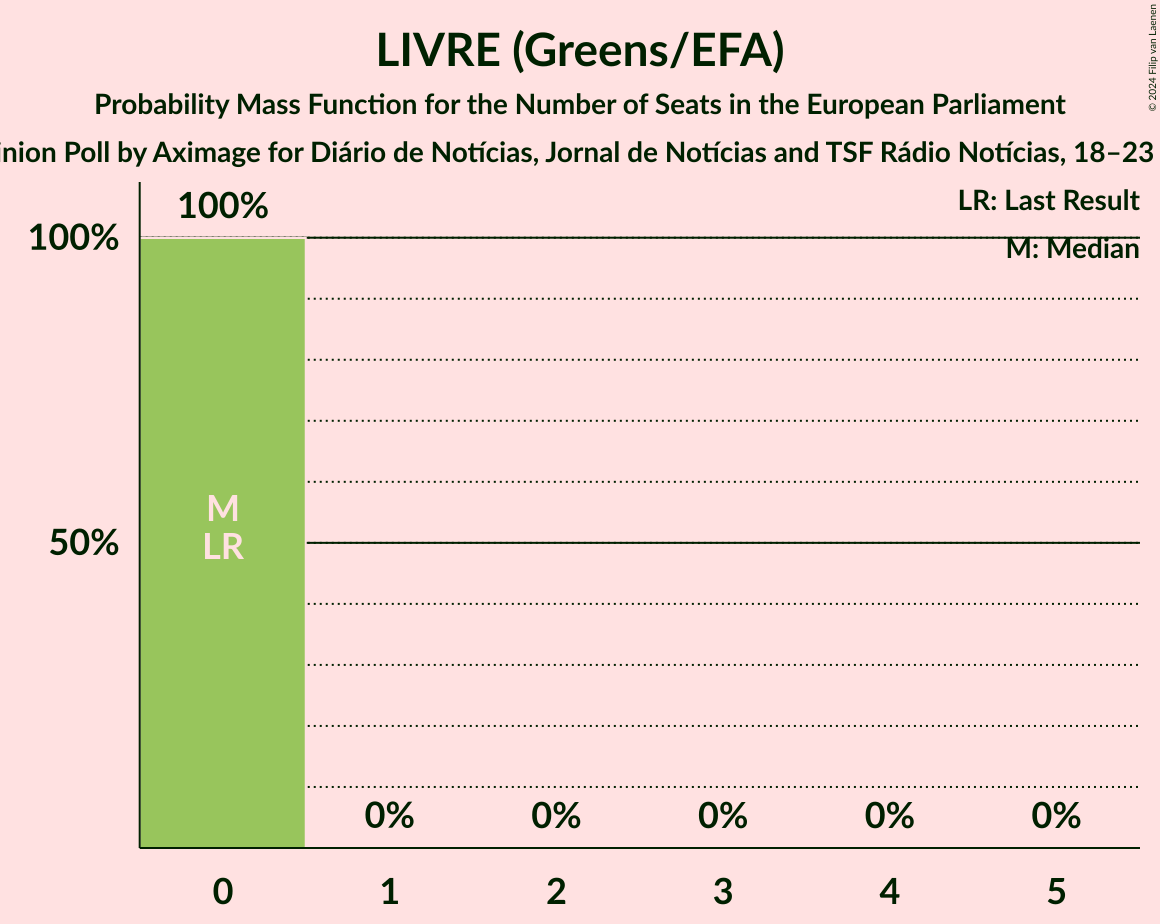 LIVRE (Greens/EFA)
Probability Mass Function for the Number of Seats in the European Parliament
Poll by Aximage for Diário de Notícias, Jornal de Notícias and TSF Rádio Notícias, 18–23
© 2024 Filip van Laenen
LR: Last Result
M: Median
100%
100%
50%
M
LR
0% 0% 0% 0% 0%
0 1 2 3 4 5